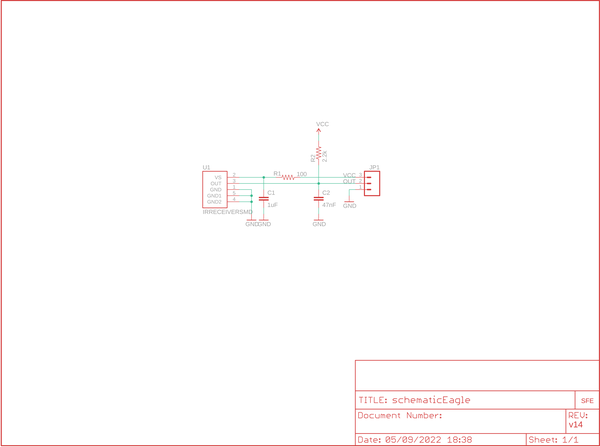 VCC
R2
2.2k
U1
JP1
VS
2
R1
100
VCC
3
OUT
3
OUT
2
GND
1
1
GND1
C1
C2
GND2
4
1uF
47nF
GND
IRRECEIVERSMD
GND
GND
GND
TITLE: schematicEagle
SFE
Document Number:
REV:
v14
Date: 05/09/2022 18:38
Sheet: 1/1